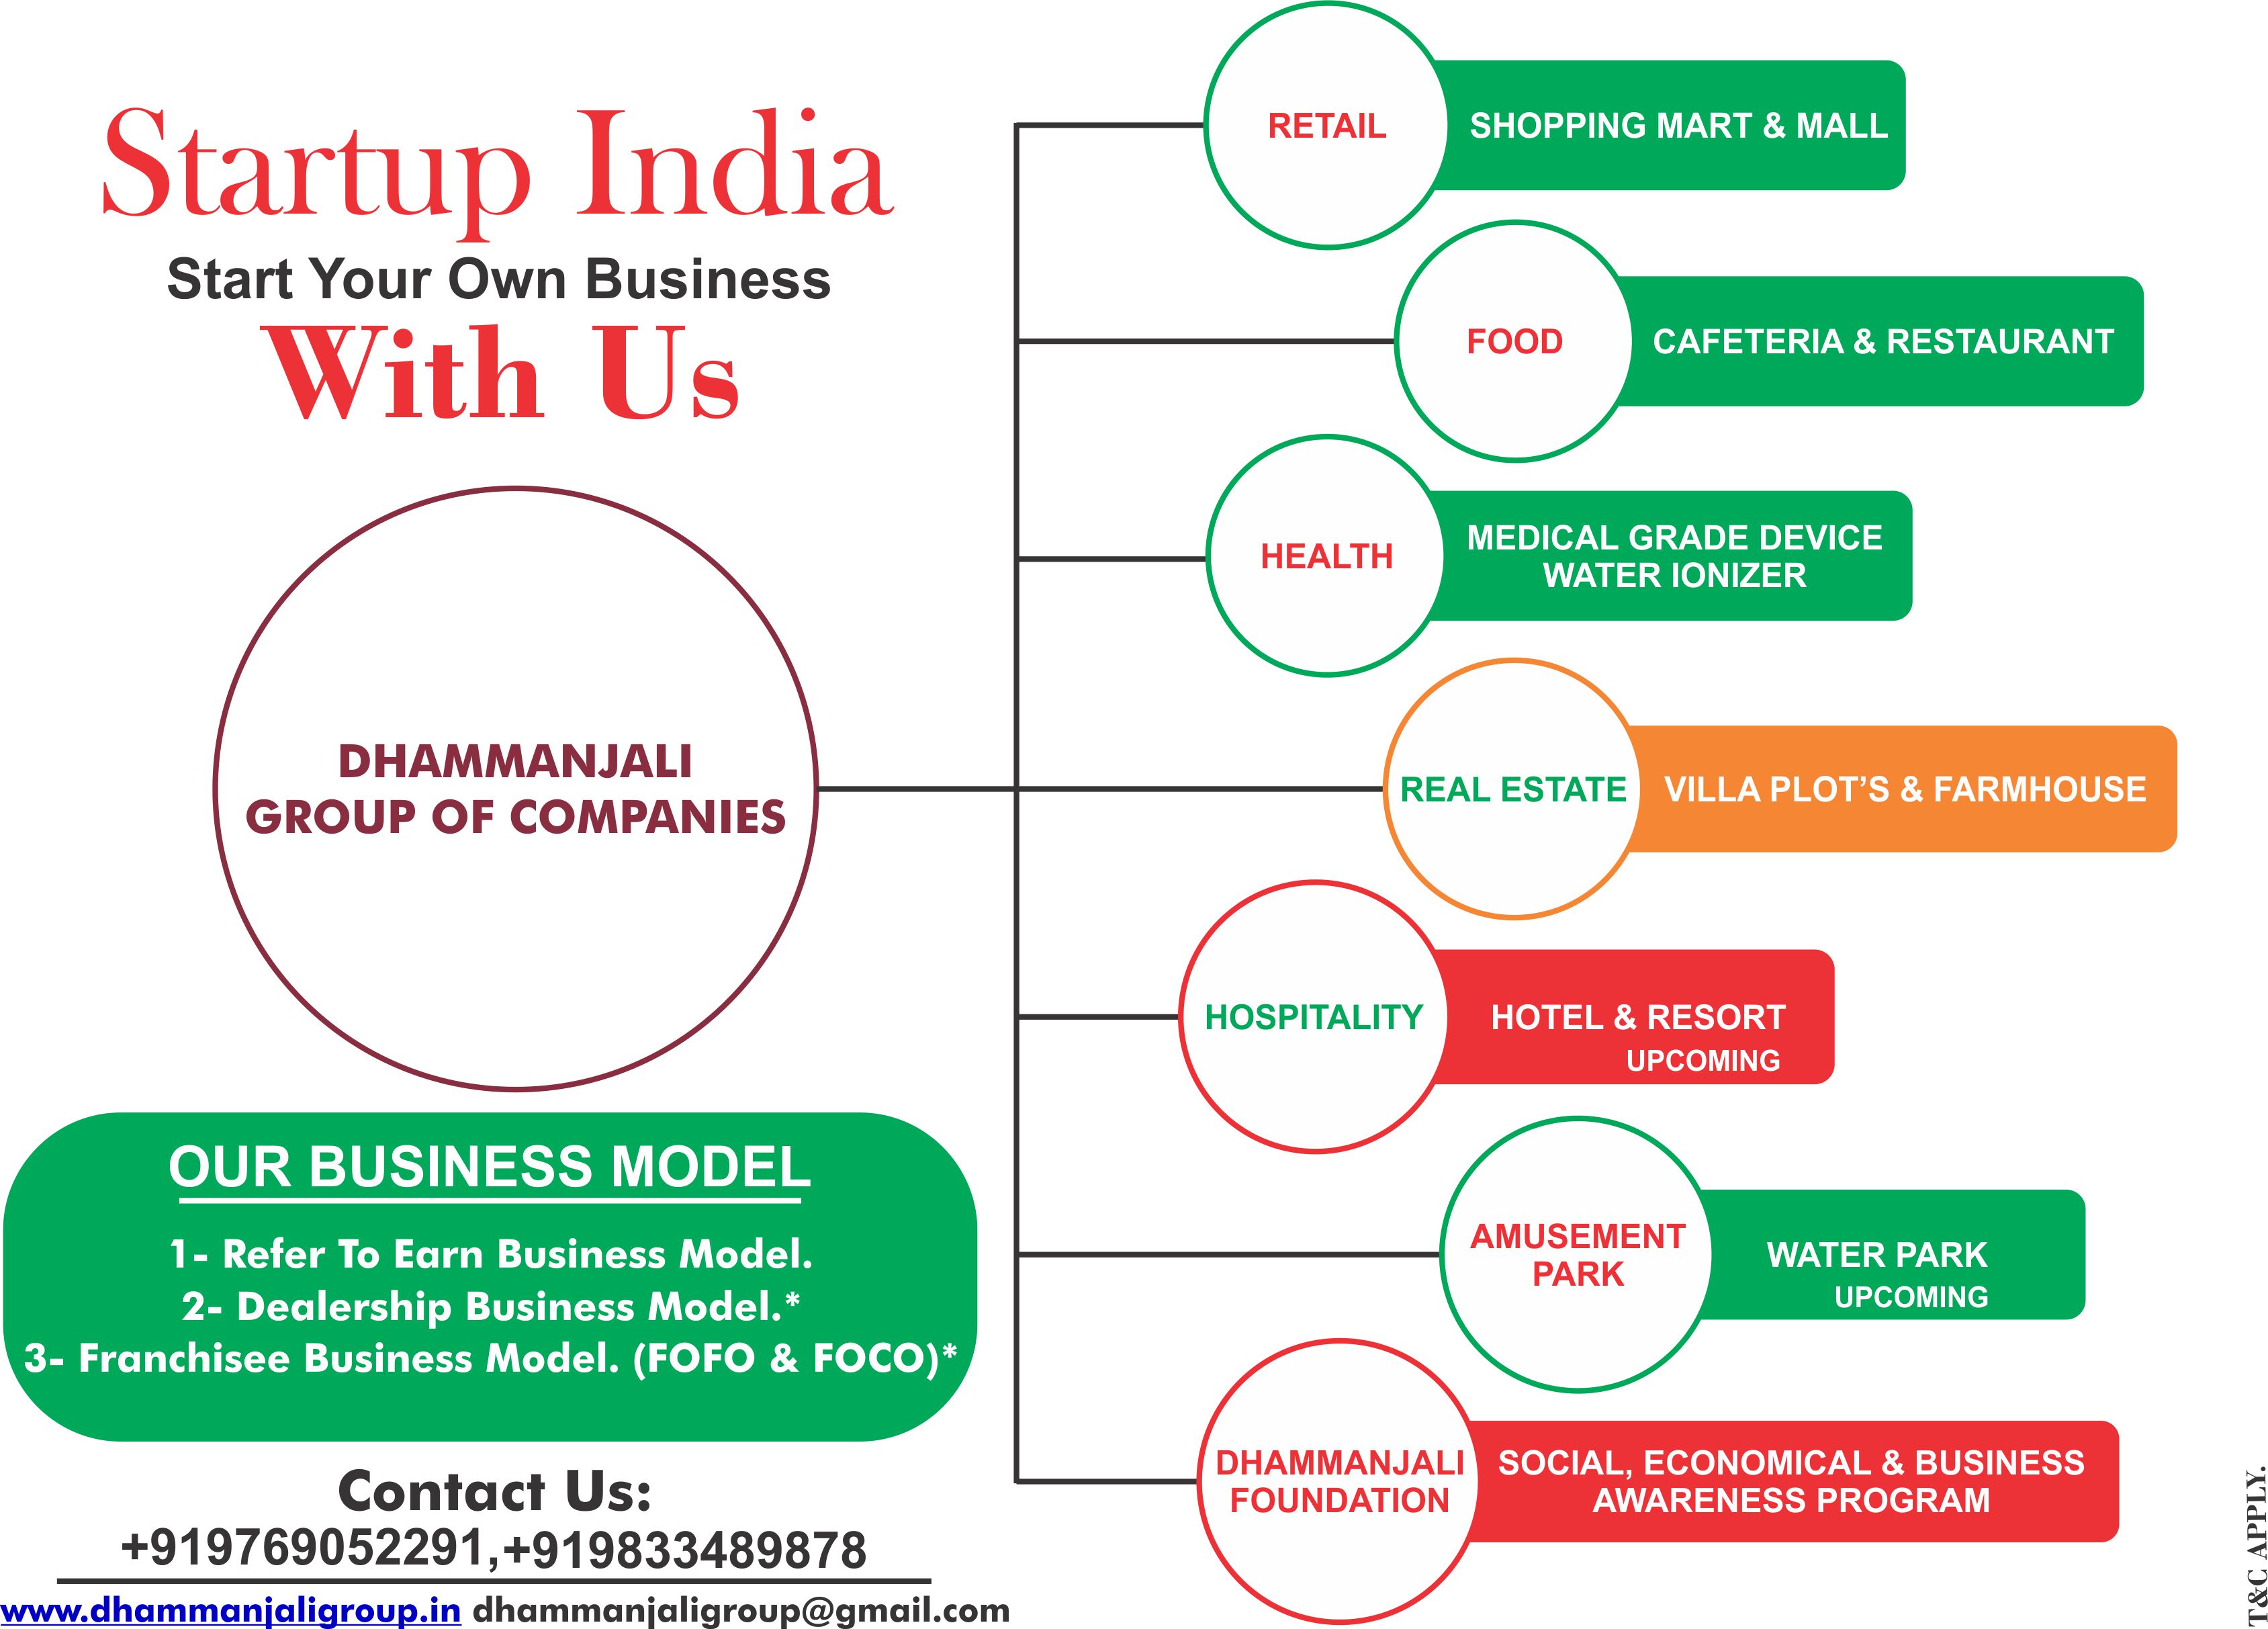 Startup India
Start Your Own Business
With Us
DHAMMANJALI
GROUP OF COMPANIES
OUR BUSINESS MODEL
1- Refer To Earn Business Model.
2- Dealership Business Model.*
3- Franchisee Business Model. (FOFO & FOCO)*
Contact Us:
+919769052291,+919833489878
www.dhammanjaligroup.in dhammanjaligroup@gmail.com
RETAIL
SHOPPING MART & MALL
FOOD
CAFETERIA & RESTAURANT
HEALTH
MEDICAL GRADE DEVICE
WATER IONIZER
REAL ESTATE
VILLA PLOT'S & FARMHOUSE
HOSPITALITY
HOTEL & RESORT
UPCOMING
AMUSEMENT
PARK
WATER PARK
UPCOMING
DHAMMANJALI
FOUNDATION
SOCIAL, ECONOMICAL & BUSINESS
AWARENESS PROGRAM
T&C APPLY.